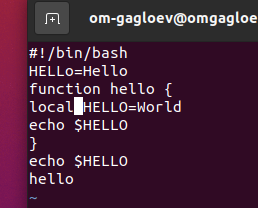 om-gagloev@omgagloe
#!/bin/bash
HELLo=Hello
function hello {
local HELLO=World
echo $HELLO
}
echo $HELLO
hello
~